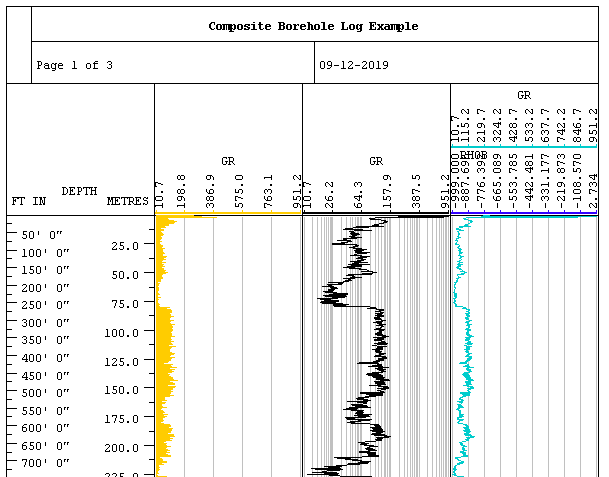 Composite Borehole Log Example
Page 1 of 3
09-12-2019
GR
10.7 115.2 219.7 324.2 428.7 533.2 637.7 742.2 846.7 951.2
RHOB
-999.000 -887.696 -776.393 -665.089 -553.785 -442.481 -331.177 -219.873 -108.570 2.734
GR
10.7 198.8 386.9 575.0 763.1 951.2
GR
10.7 26.2 64.3 157.9 387.5 951.2
DEPTH
FT IN METRES
50' 0"
25.0
100' 0"
150' 0"
50.0
200' 0"
250' 0"
75.0
300' 0"
100.0
350' 0"
400' 0"
125.0
450' 0"
150.0
500' 0"
550' 0"
175.0
600' 0"
650' 0"
200.0
700' 0"
225.0